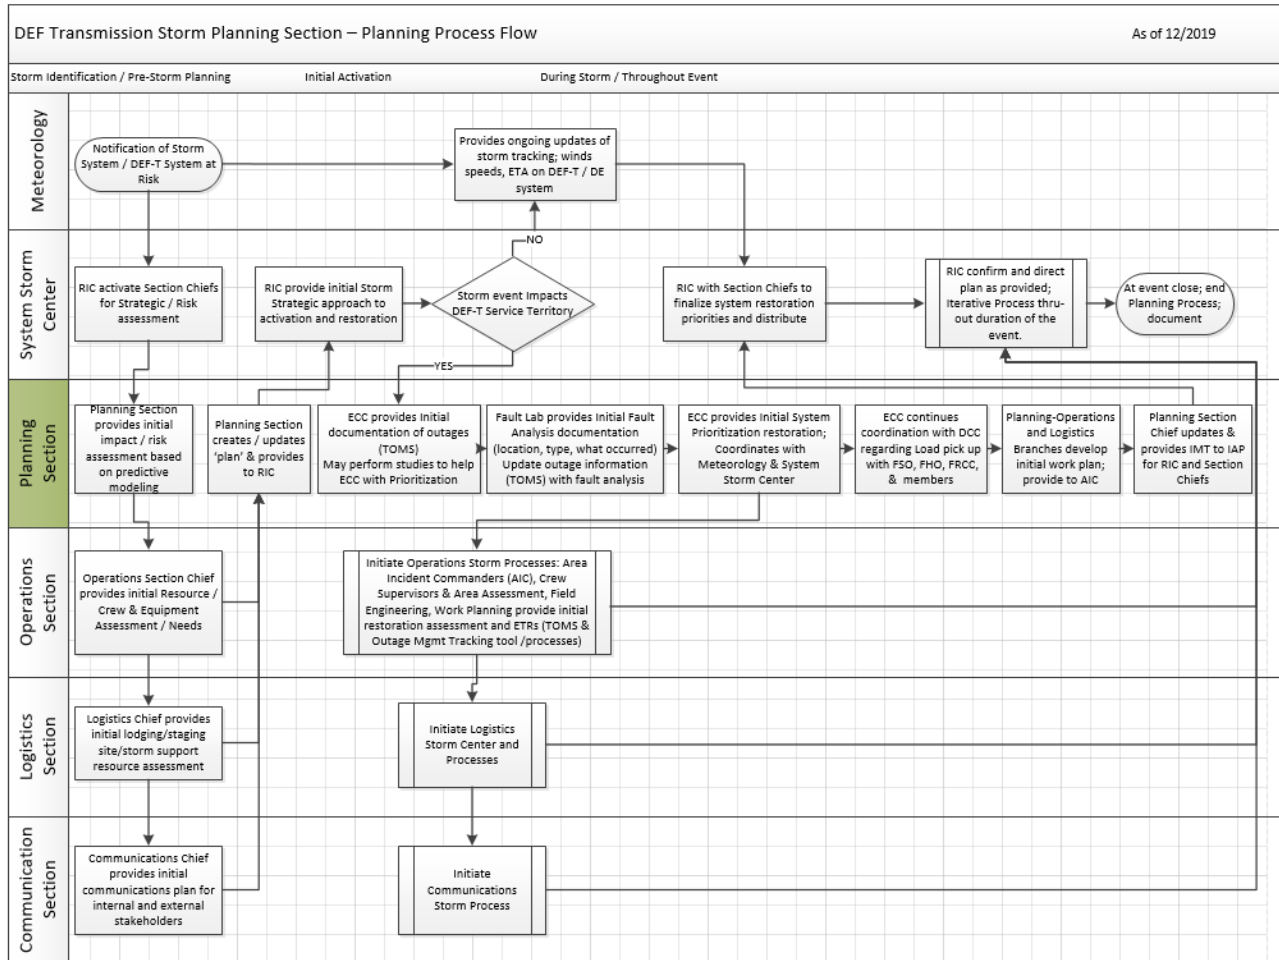 DEF Transmission Storm Planning Section – Planning Process Flow
As of 12/2019
Storm Identification / Pre-Storm Planning
Initial Activation
During Storm / Throughout Event
Meteorology
Notification of Storm
System / DEF-T System at
Risk
Provides ongoing updates of
storm tracking; winds
speeds, ETA on DEF-T / DE
system
NO
System Storm
Center
RIC activate Section Chiefs
for Strategic / Risk
assessment
RIC provide initial Storm
Strategic approach to
activation and restoration
Storm event Impacts
DEF-T Service Territory
RIC with Section Chiefs to
finalize system restoration
priorities and distribute
RIC confirm and direct
plan as provided;
Iterative Process thru-
out duration of the
event.
At event close; end
Planning Process;
document
YES
Planning
Section
Planning Section
provides initial
impact / risk
assessment based
on predictive
modeling
Planning Section
creates / updates
'plan' & provides
to RIC
ECC provides Initial
documentation of outages
(TOMS)
May perform studies to help
ECC with Prioritization
Fault Lab provides Initial Fault
Analysis documentation
(location, type, what occurred)
Update outage information
(TOMS) with fault analysis
ECC provides Initial System
Prioritization restoration;
Coordinates with
Meteorology & System
Storm Center
ECC continues
coordination with DCC
regarding Load pick up
with FSO, FHO, FRCC,
& members
Planning-Operations
and Logistics
Branches develop
initial work plan;
provide to AIC
Planning Section
Chief updates &
provides IMT to IAP
for RIC and Section
Chiefs
Operations
Section
Operations Section Chief
provides initial Resource /
Crew & Equipment
Assessment / Needs
Initiate Operations Storm Processes: Area
Incident Commanders (AIC), Crew
Supervisors & Area Assessment, Field
Engineering, Work Planning provide initial
restoration assessment and ETRs (TOMS &
Outage Mgmt Tracking tool /processes)
Logistics
Section
Logistics Chief provides
initial lodging/staging
site/storm support
resource assessment
Initiate Logistics
Storm Center and
Processes
Communication
Section
Communications Chief
provides initial
communications plan for
internal and external
stakeholders
Initiate
Communications
Storm Process